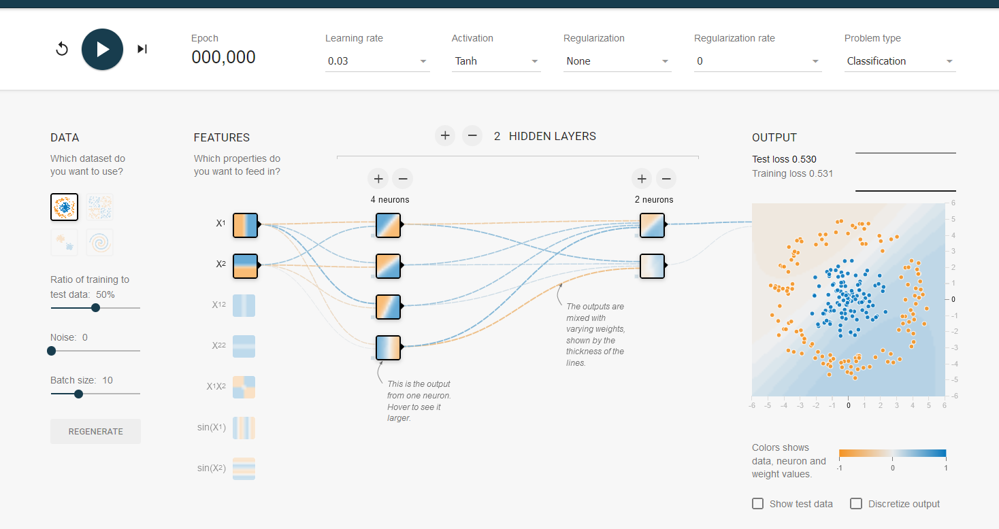 Epoch
000,000
Learning rate
0.03
Activation
Tanh
Regularization
None
Regularization rate
0
Problem type
Classification
DATA
Which dataset do
you want to use?
Ratio of training to
test data: 50%
Noise: 0
Batch size: 10
REGENERATE
FEATURES
Which properties do
you want to feed in?
X1
X2
X12
X22
X1X2
sin(X1)
sin(X2)
+ − 2 HIDDEN LAYERS
+ −
4 neurons
+ −
2 neurons
This is the output
from one neuron.
Hover to see it
larger.
The outputs are
mixed with
varying weights,
shown by the
thickness of the
lines.
OUTPUT
Test loss 0.530
Training loss 0.531
6
5
4
3
2
1
0
-1
-2
-3
-4
-5
-6
-6 -5 -4 -3 -2 -1 0 1 2 3 4 5 6
Colors shows
data, neuron and
weight values.
-1 0 1
Show test data
Discretize output